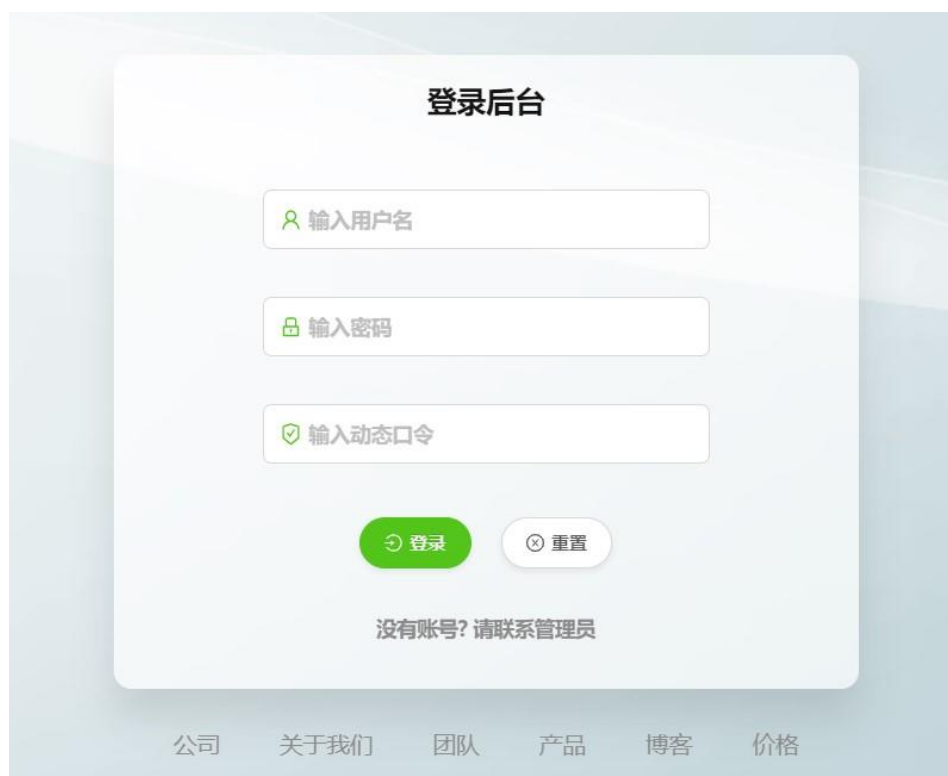 登录后台
输入用户名
输入密码
输入动态口令
登录 重置
没有账号? 请联系管理员
公司 关于我们 团队 产品 博客 价格